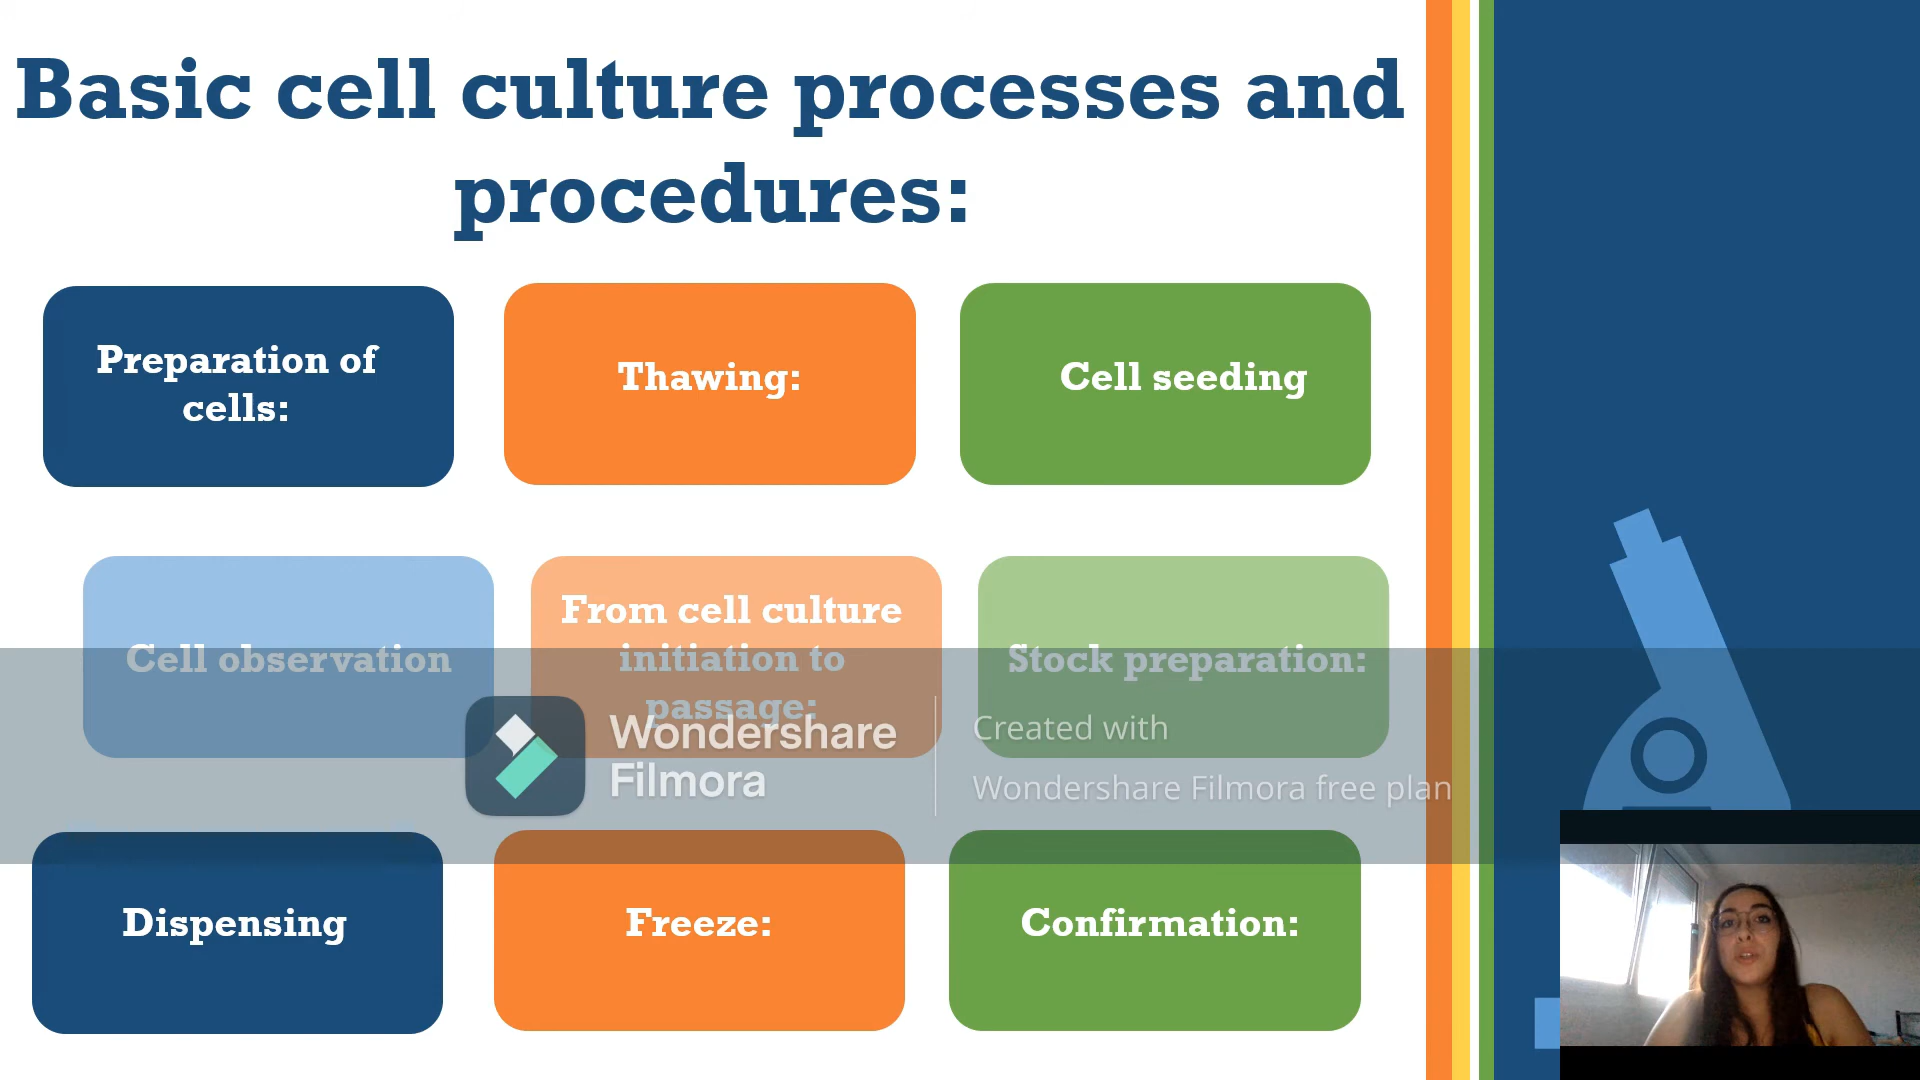 Basic cell culture processes and
procedures:
Preparation of
cells:
Thawing:
Cell seeding
Cell observation
From cell culture
initiation to
passage:
Stock preparation:
Wondershare
Filmora
Created with
Wondershare Filmora free plan
Dispensing
Freeze:
Confirmation: